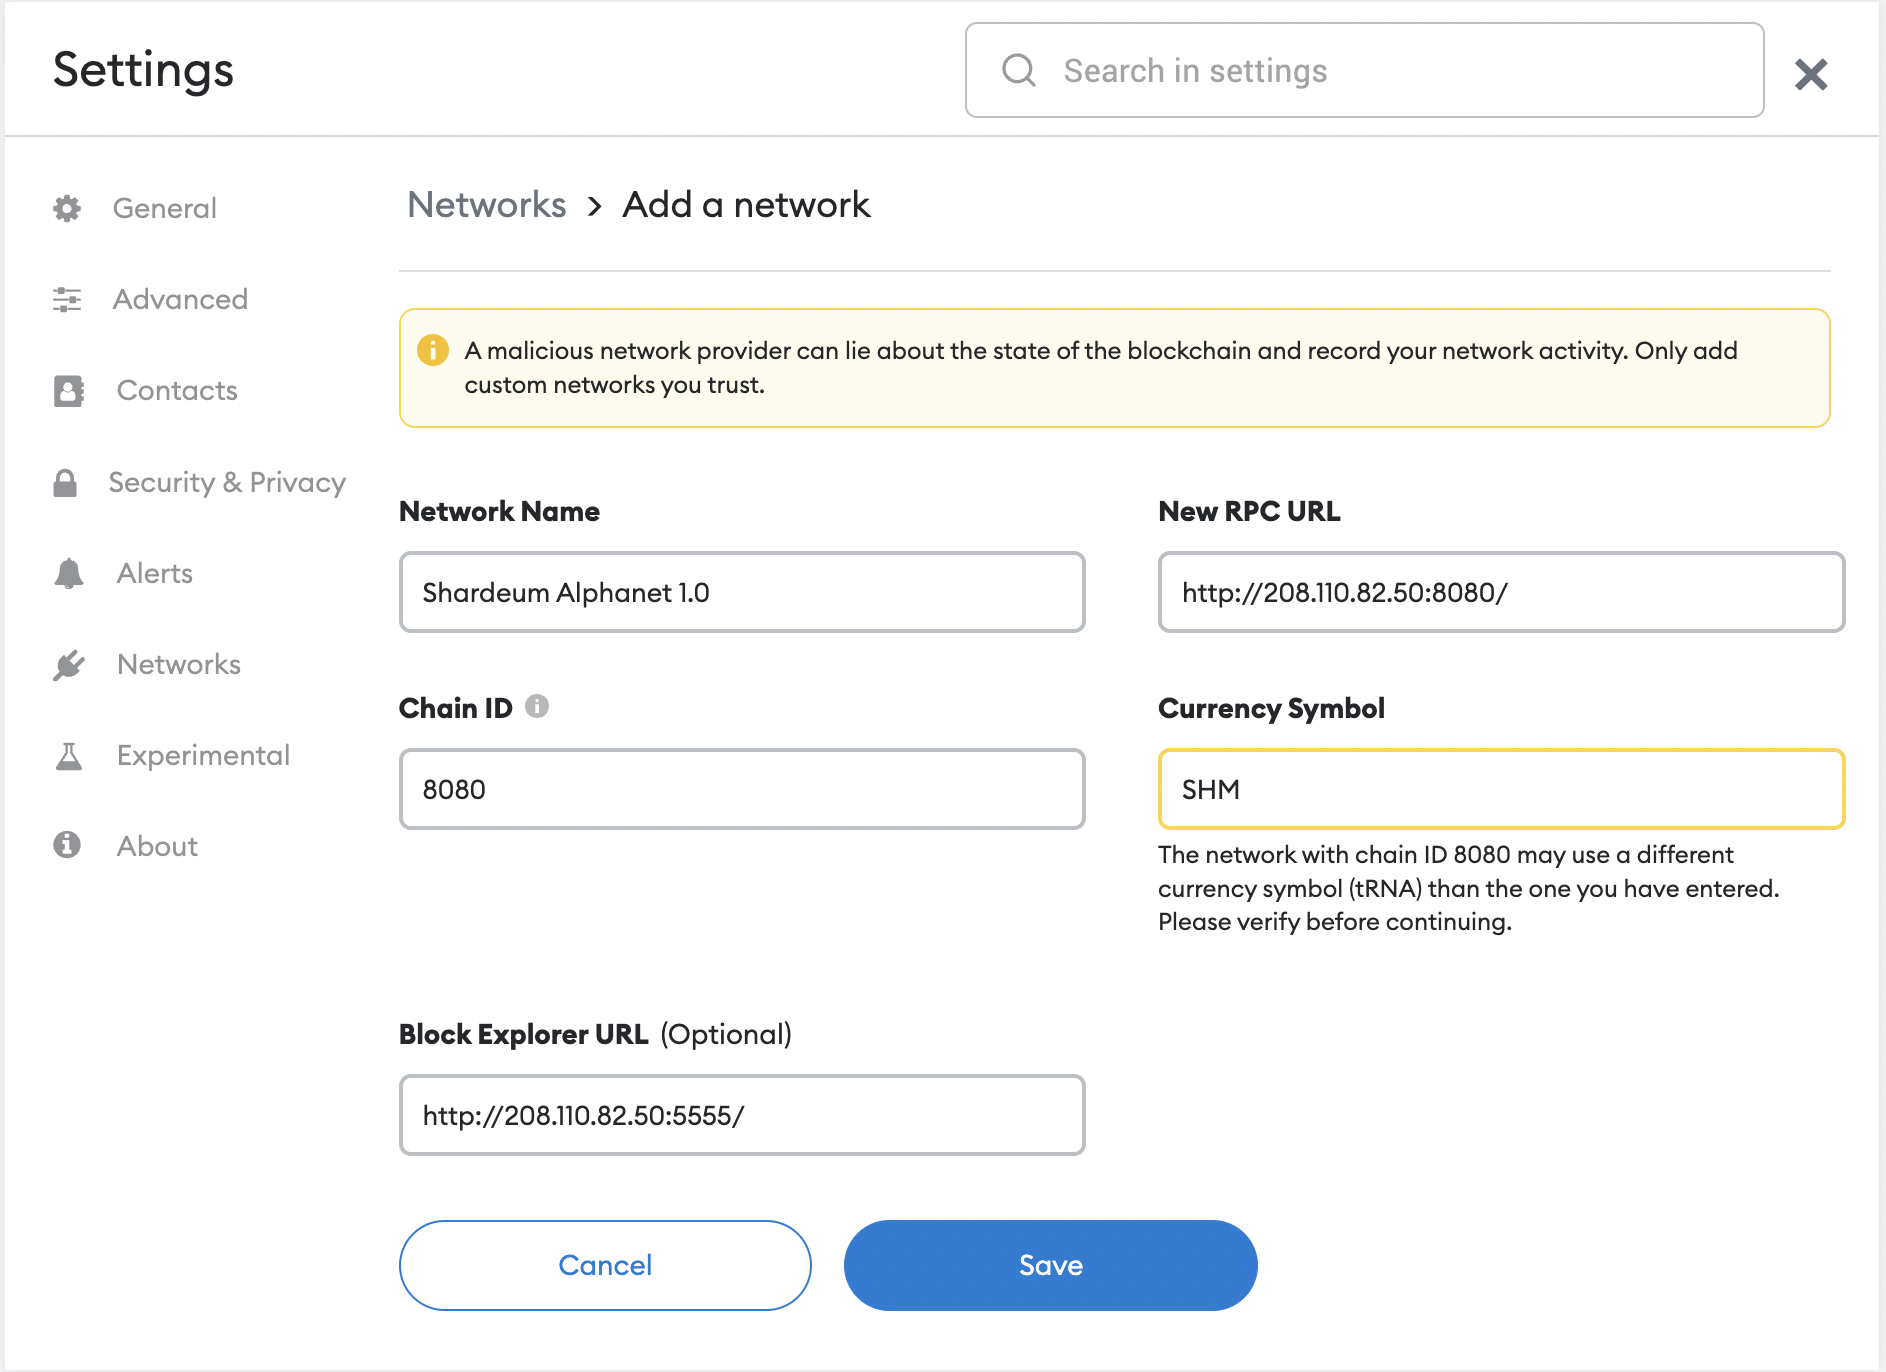 Settings
Search in settings
General
Advanced
Contacts
Security & Privacy
Alerts
Networks
Experimental
About
Networks > Add a network
A malicious network provider can lie about the state of the blockchain and record your network activity. Only add
custom networks you trust.
Network Name
Shardeum Alphanet 1.0
New RPC URL
http://208.110.82.50:8080/
Chain ID
8080
Currency Symbol
SHM
The network with chain ID 8080 may use a different
currency symbol (tRNA) than the one you have entered.
Please verify before continuing.
Block Explorer URL (Optional)
http://208.110.82.50:5555/
Cancel
Save